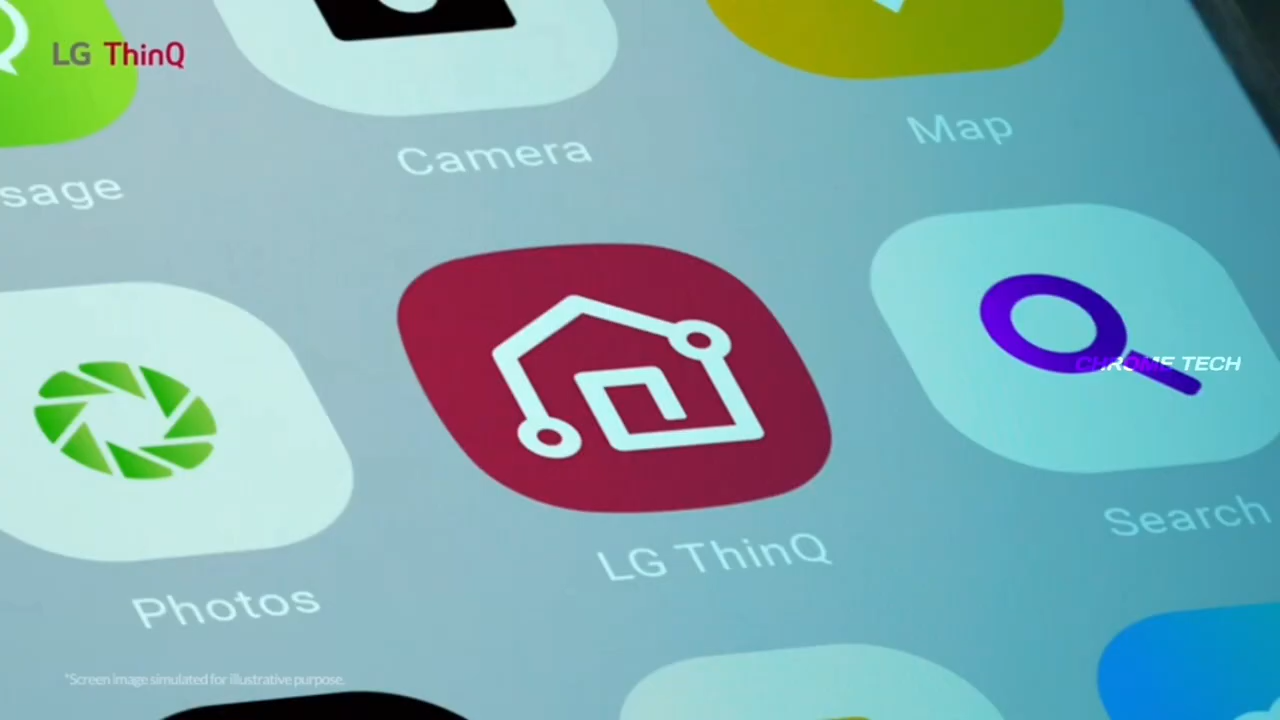 LG ThinQ
sage
Camera
Map
CHROME TECH
Photos
LG ThinQ
Search
*Screen image simulated for illustrative purpose.